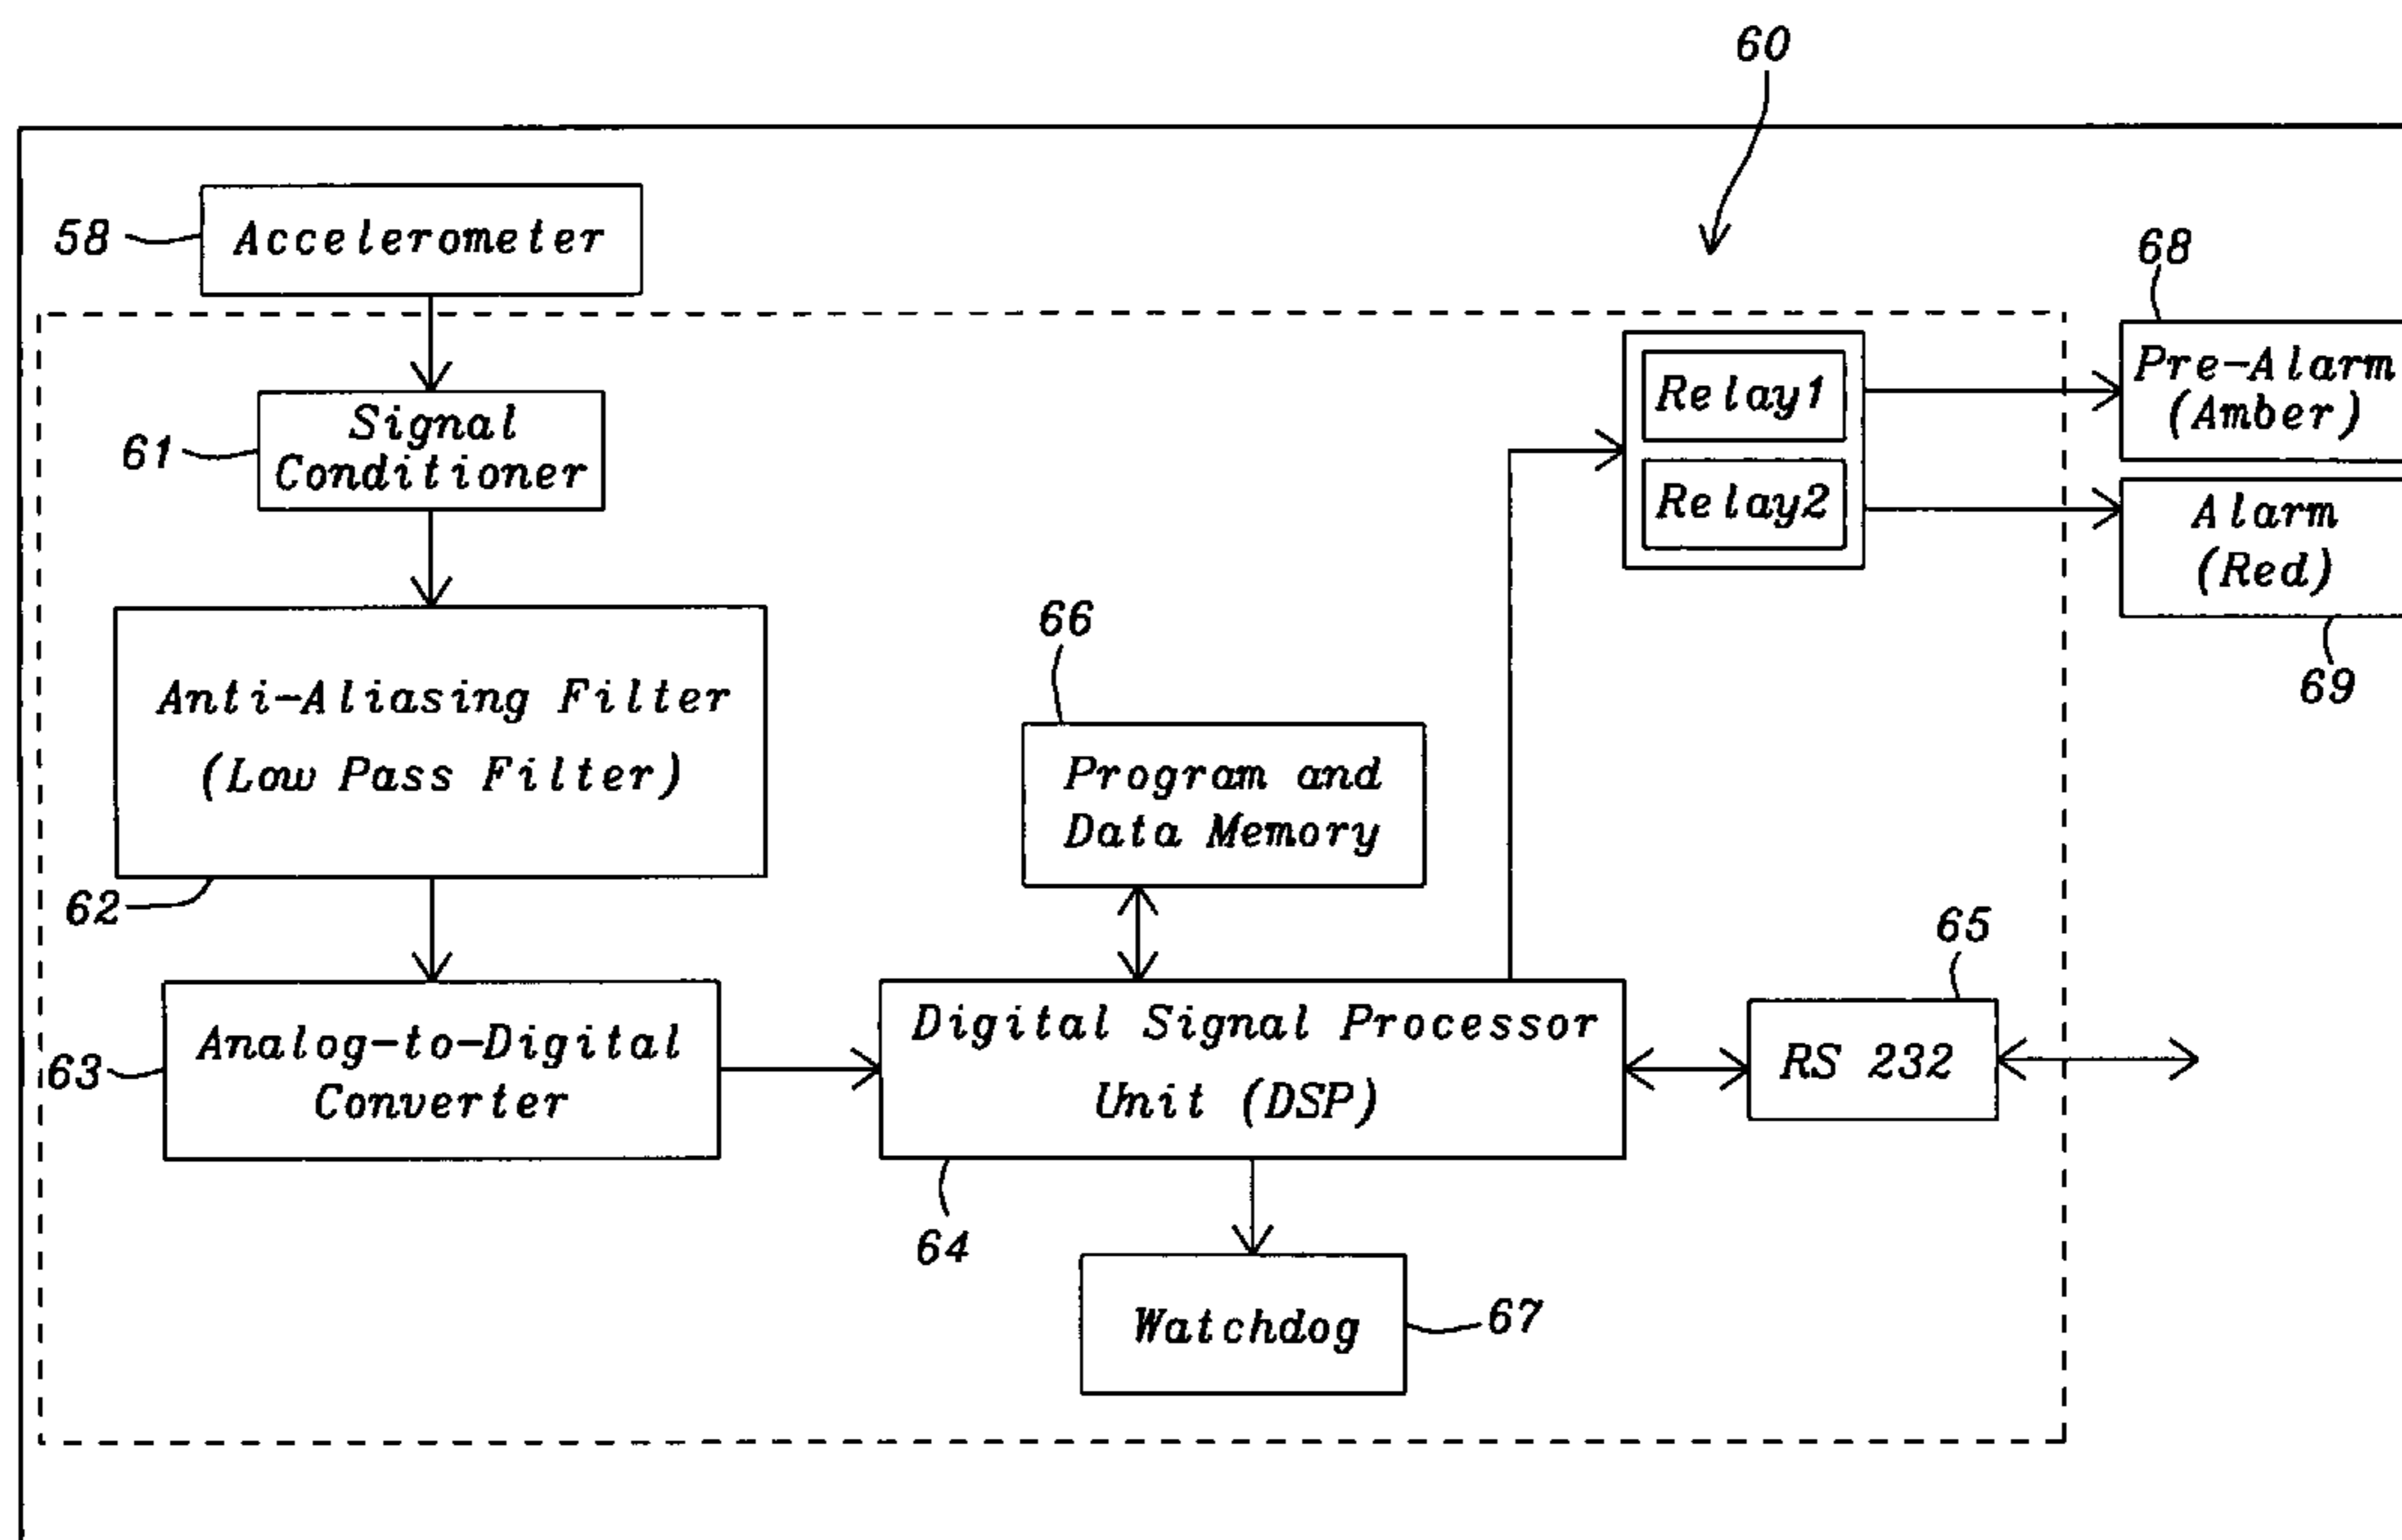 60
58
Accelerometer
68
Pre-Alarm
(Amber)
Relay1
Relay2
61
Signal
Conditioner
Alarm
(Red)
69
66
Anti-Aliasing Filter
(Low Pass Filter)
62
Program and
Data Memory
65
63
Analog-to-Digital
Converter
Digital Signal Processor
Unit (DSP)
RS 232
64
Watchdog
67